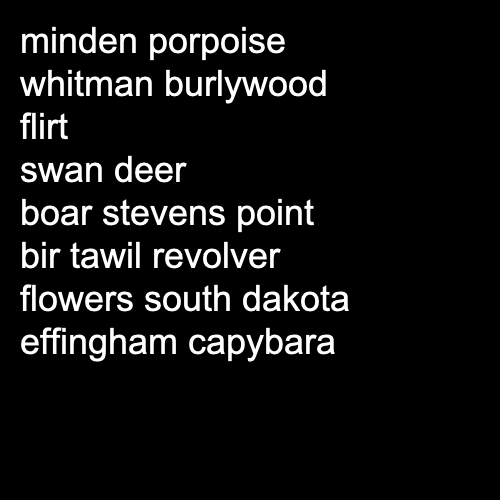 minden porpoise
whitman burlywood
flirt
swan deer
boar stevens point
bir tawil revolver
flowers south dakota
effingham capybara